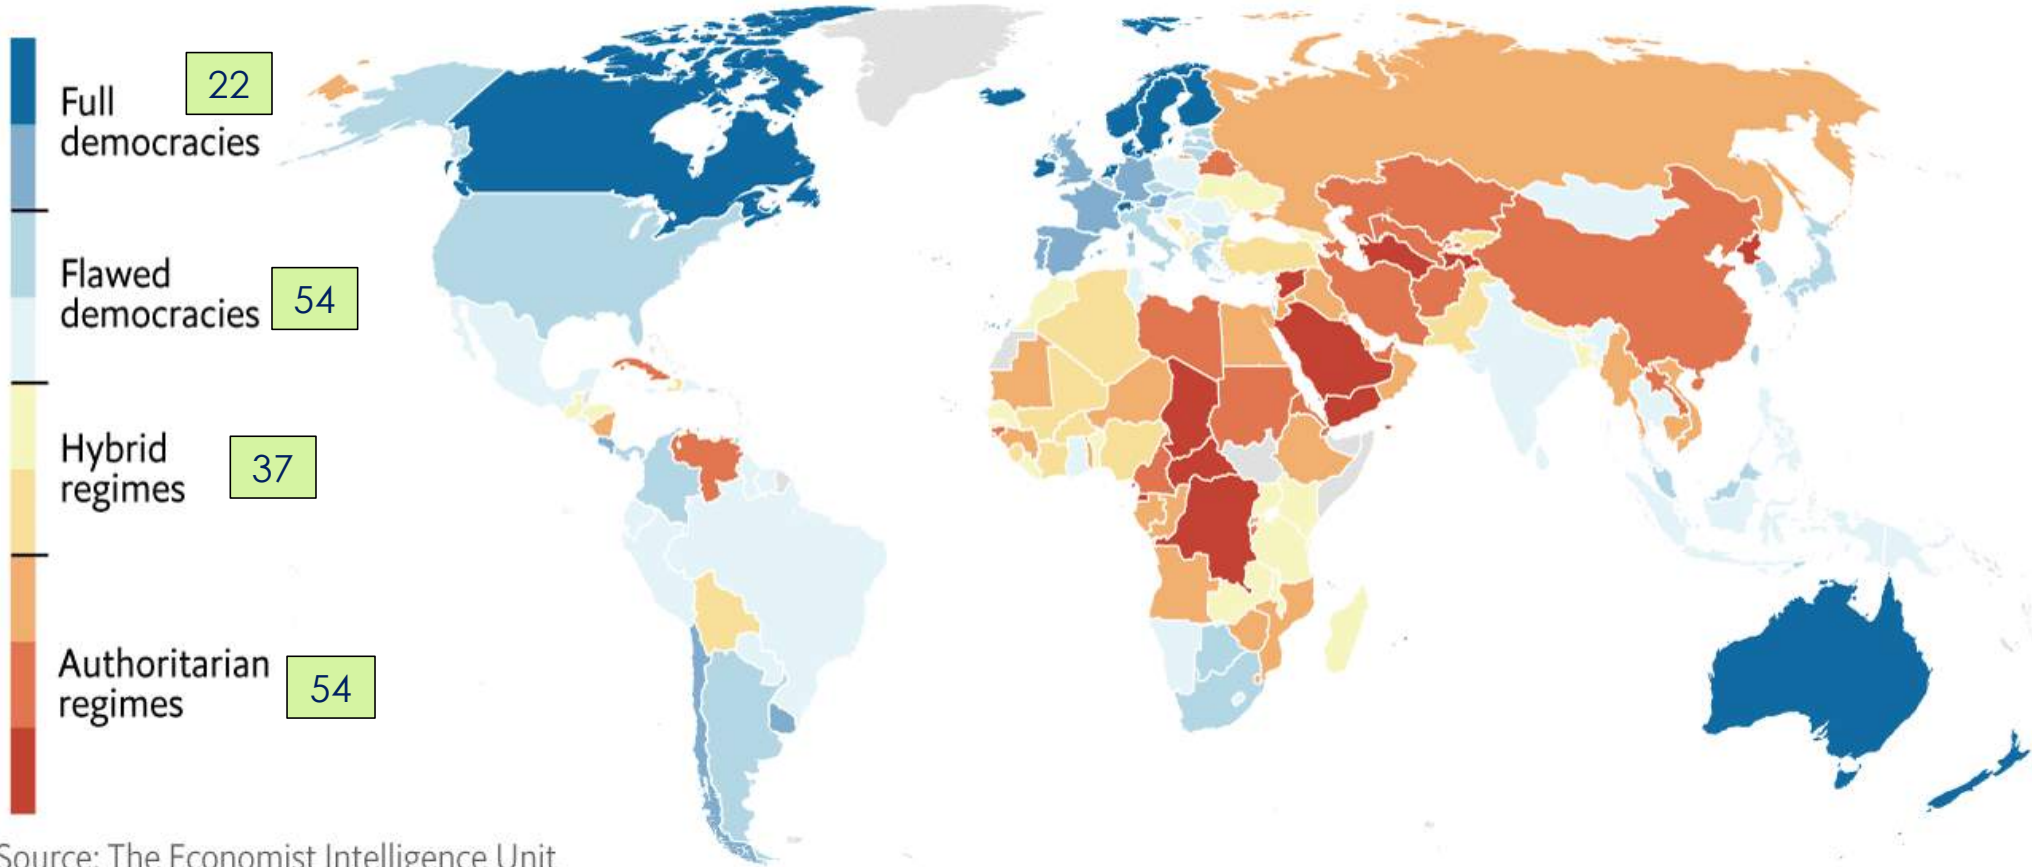 Full
democracies
22
Flawed
democracies
54
Hybrid
regimes
37
Authoritarian
regimes
54
Source: The Economist Intelligence Unit